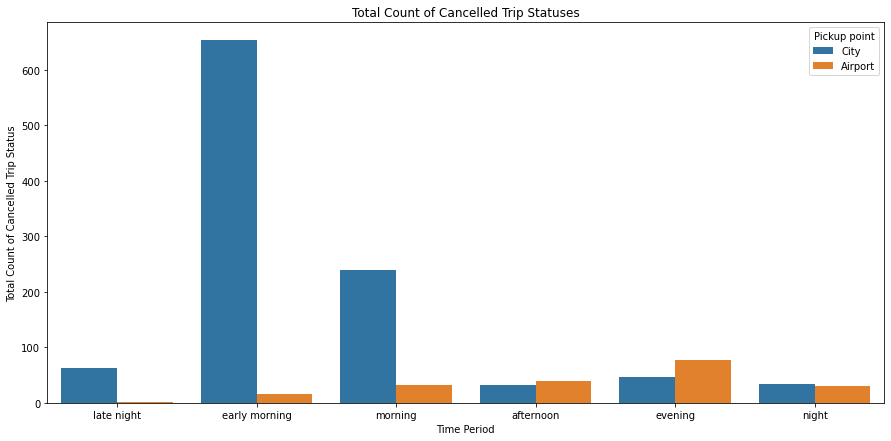 Total Count of Cancelled Trip Statuses
Pickup point
City
Airport
Total Count of Cancelled Trip Status
600
500
400
300
200
100
0
late night
early morning
morning
afternoon
evening
night
Time Period